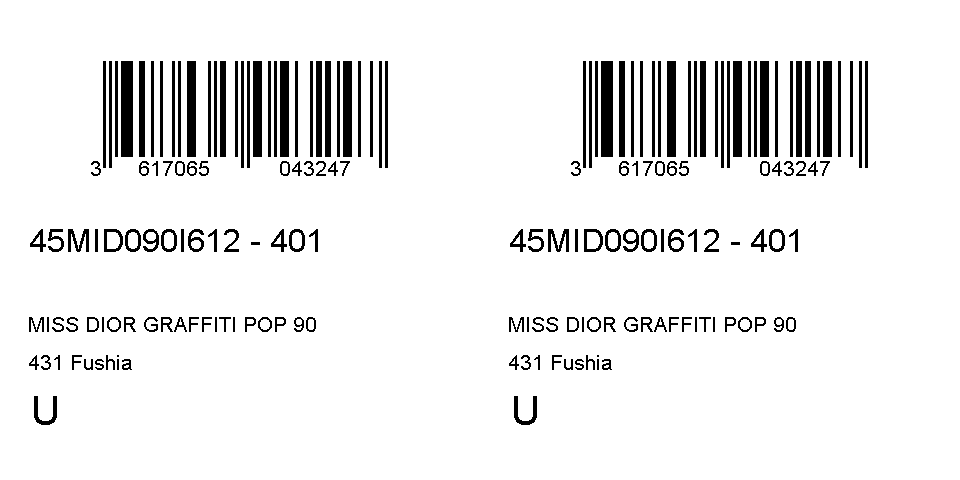 3 617065 043247
45MID090I612 - 401
MISS DIOR GRAFFITI POP 90
431 Fushia
U
3 617065 043247
45MID090I612 - 401
MISS DIOR GRAFFITI POP 90
431 Fushia
U